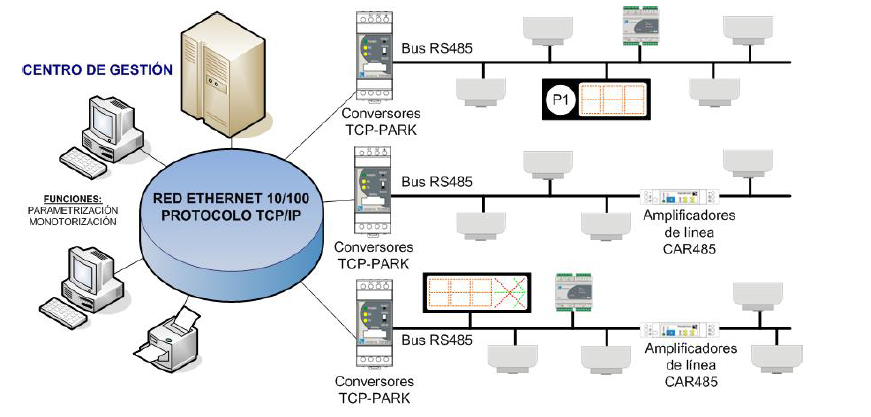 CENTRO DE GESTIÓN
FUNCIONES:
PARAMETRIZACIÓN
MONOTORIZACIÓN
RED ETHERNET 10/100
PROTOCOLO TCP/IP
Bus RS485
Conversores
TCP-PARK
P1
Bus RS485
Conversores
TCP-PARK
Amplificadores
de línea
CAR485
Bus RS485
Conversores
TCP-PARK
Amplificadores
de línea
CAR485